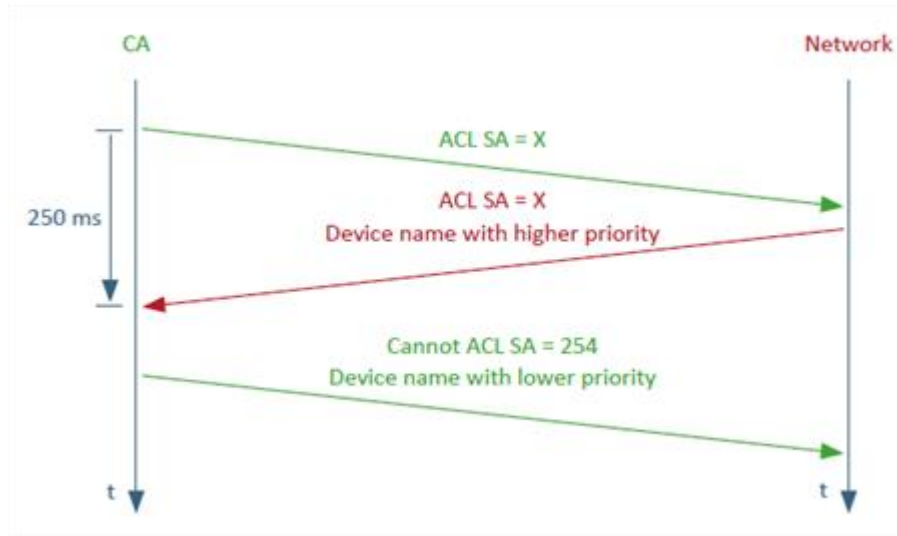 CA
Network
ACL SA = X
ACL SA = X
250 ms
Device name with higher priority
Cannot ACL SA = 254
Device name with lower priority
t
t